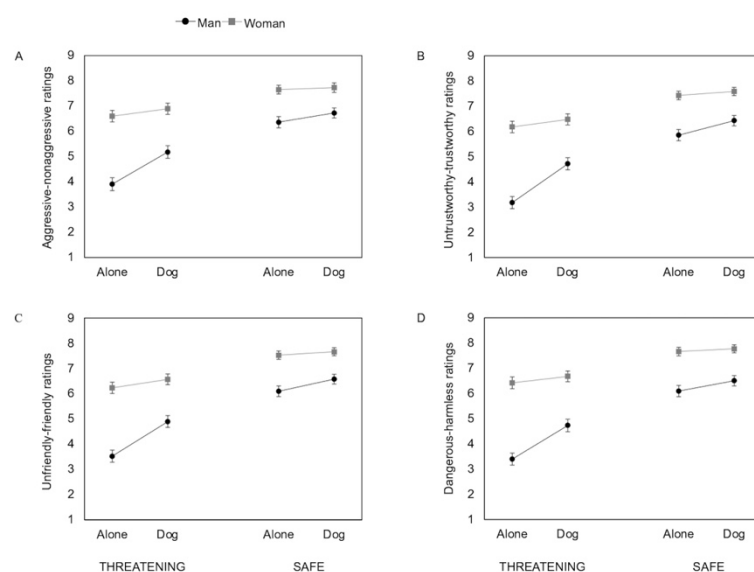 Man Woman
A
Aggressive-nonaggressive ratings
9
8
7
6
5
4
3
2
1
Alone Dog Alone Dog
B
Untrustworthy-trustworthy ratings
9
8
7
6
5
4
3
2
1
Alone Dog Alone Dog
C
Unfriendly-friendly ratings
9
8
7
6
5
4
3
2
1
Alone Dog Alone Dog
THREATENING SAFE
D
Dangerous-harmless ratings
9
8
7
6
5
4
3
2
1
Alone Dog Alone Dog
THREATENING SAFE